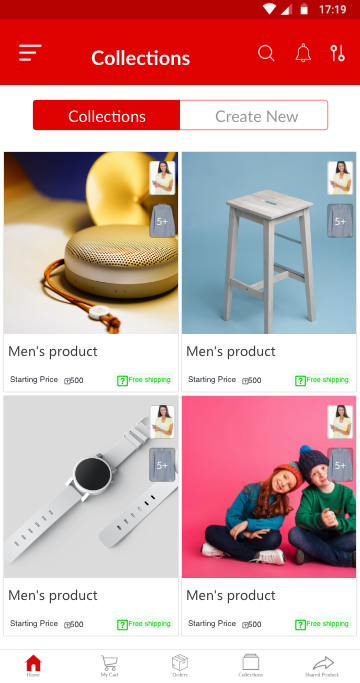 17:19
Collections
Collections
Create New
5+
5+
Men's product
Men's product
Starting Price 500
Free shipping
Starting Price 500
Free shipping
5+
5+
Men's product
Men's product
Starting Price 500
Free shipping
Starting Price 500
Free shipping
Home
My Cart
Orders
Collections
Shared Product